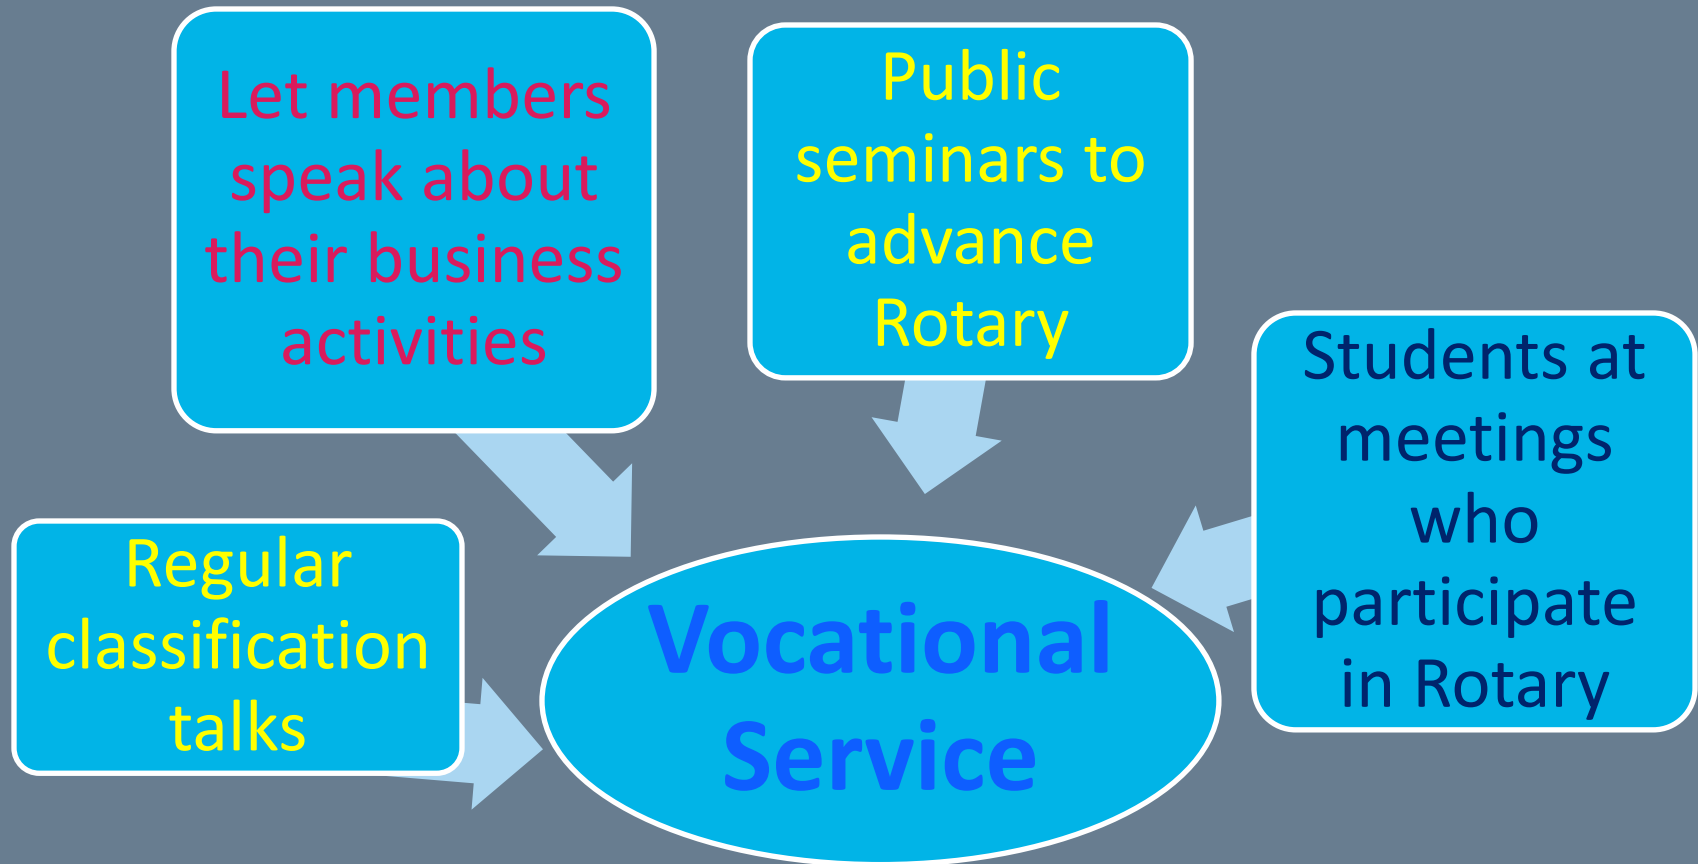 Let members
speak about
their business
activities
Public
seminars to
advance
Rotary
Students at
meetings
who
participate
in Rotary
Regular
classification
talks
Vocational
Service